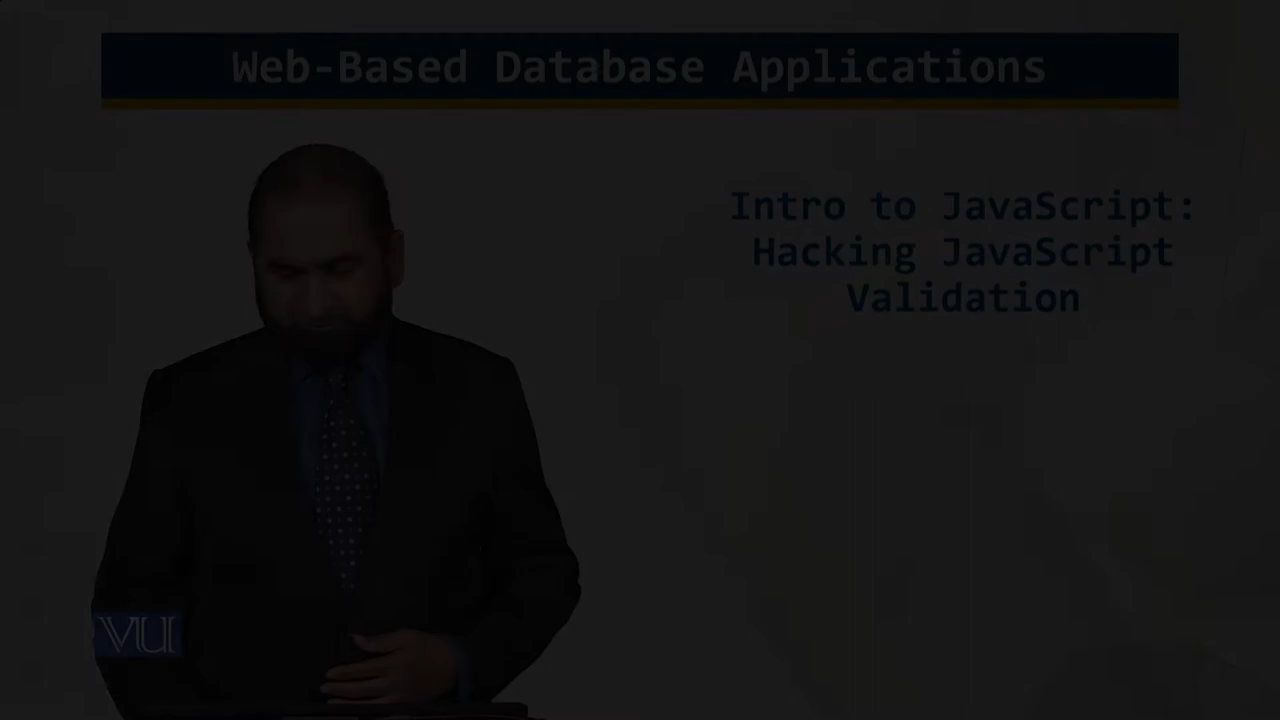 Web-Based Database Applications
Intro to JavaScript:
Hacking JavaScript
Validation
VU